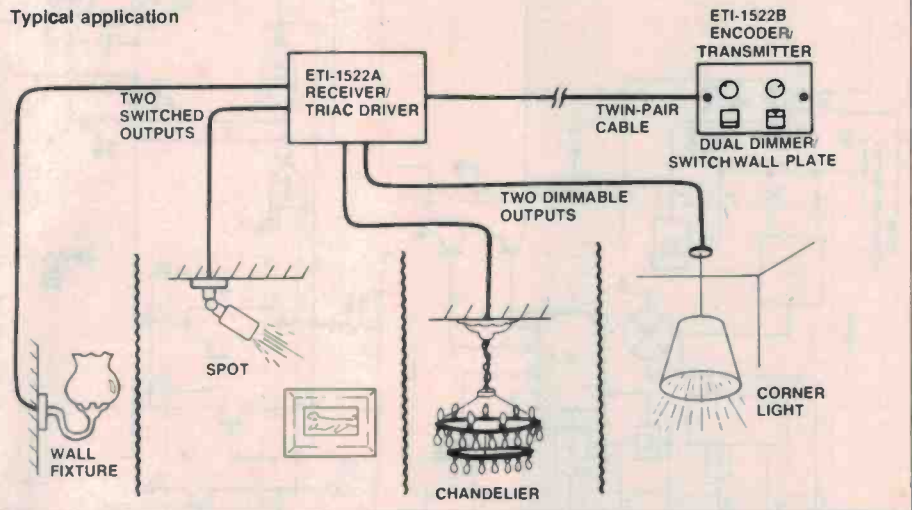 Typical application
ETI-1522B
ENCODER/
TRANSMITTER
ETI-1522A
RECEIVER/
TRIAC DRIVER
TWO
SWITCHED
OUTPUTS
TWIN-PAIR
CABLE
DUAL DIMMER/
SWITCH WALL PLATE
TWO DIMMABLE
OUTPUTS
SPOT
CORNER
LIGHT
WALL
FIXTURE
CHANDELIER